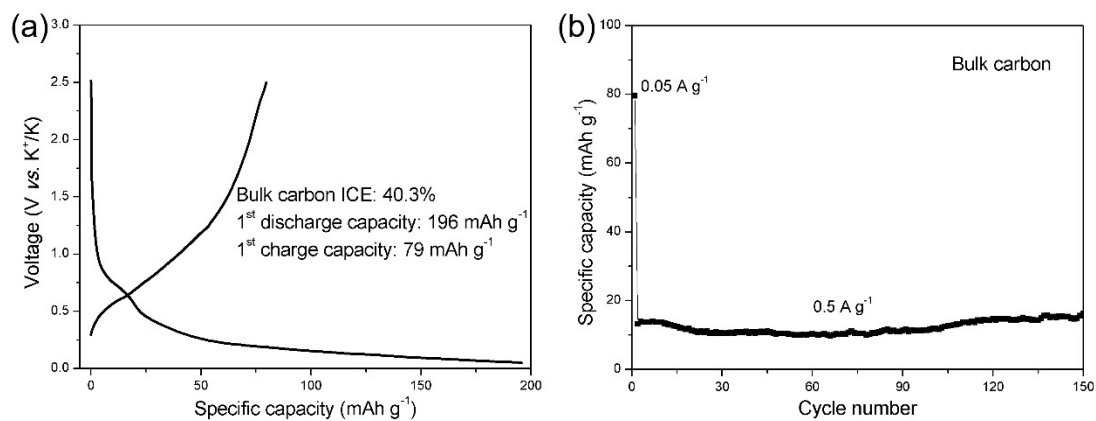 (a)
Voltage (V vs. K⁺/K)
2.5
2.0
1.5
1.0
0.5
0.0
Bulk carbon ICE: 40.3%
1ˢᵗ discharge capacity: 196 mAh g⁻¹
1ˢᵗ charge capacity: 79 mAh g⁻¹
0 50 100 150 200
Specific capacity (mAh g⁻¹)
(b)
Specific capacity (mAh g⁻¹)
100
80
60
40
20
0
Bulk carbon
0.05 A g⁻¹
0.5 A g⁻¹
0 30 60 90 120 150
Cycle number